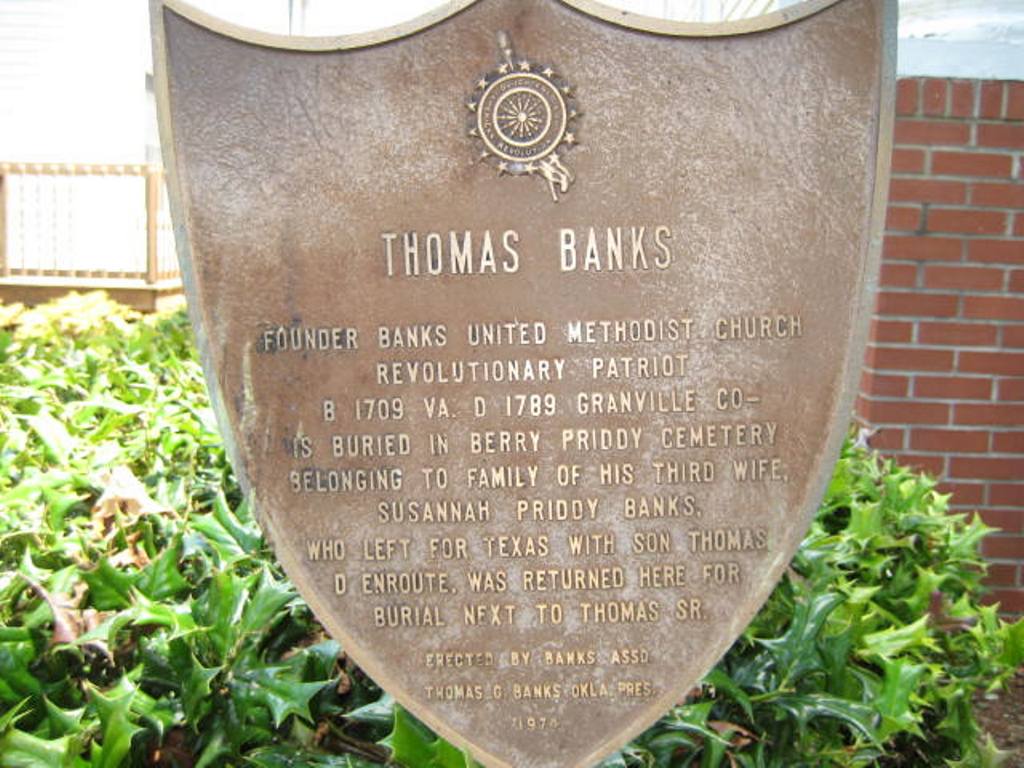 THOMAS BANKS
FOUNDER BANKS UNITED METHODIST CHURCH
REVOLUTIONARY PATRIOT
B 1709 VA. D 1789 GRANVILLE CO—
IS BURIED IN BERRY PRIDDY CEMETERY
BELONGING TO FAMILY OF HIS THIRD WIFE,
SUSANNAH PRIDDY BANKS,
WHO LEFT FOR TEXAS WITH SON THOMAS
D ENROUTE, WAS RETURNED HERE FOR
BURIAL NEXT TO THOMAS SR.
ERECTED BY BANKS ASSO
THOMAS G BANKS OKLA. PRES.